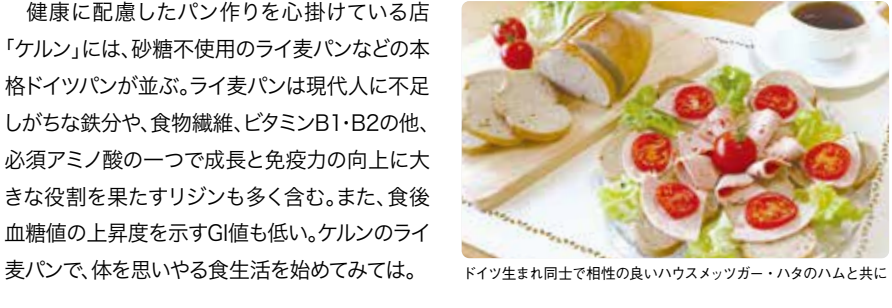 健康に配慮したパン作りを心掛けている店
「ケルン」には、砂糖不使用のライ麦パンなどの本
格ドイツパンが並ぶ。ライ麦パンは現代人に不足
しがちな鉄分や、食物繊維、ビタミンB1・B2の他、
必須アミノ酸の一つで成長と免疫力の向上に大
きな役割を果たすリジンも多く含む。また、食後
血糖値の上昇度を示すGI値も低い。ケルンのライ
麦パンで、体を思いやる食生活を始めてみては。
ドイツ生まれ同士で相性の良いハウスメッツガー・ハタのハムと共に